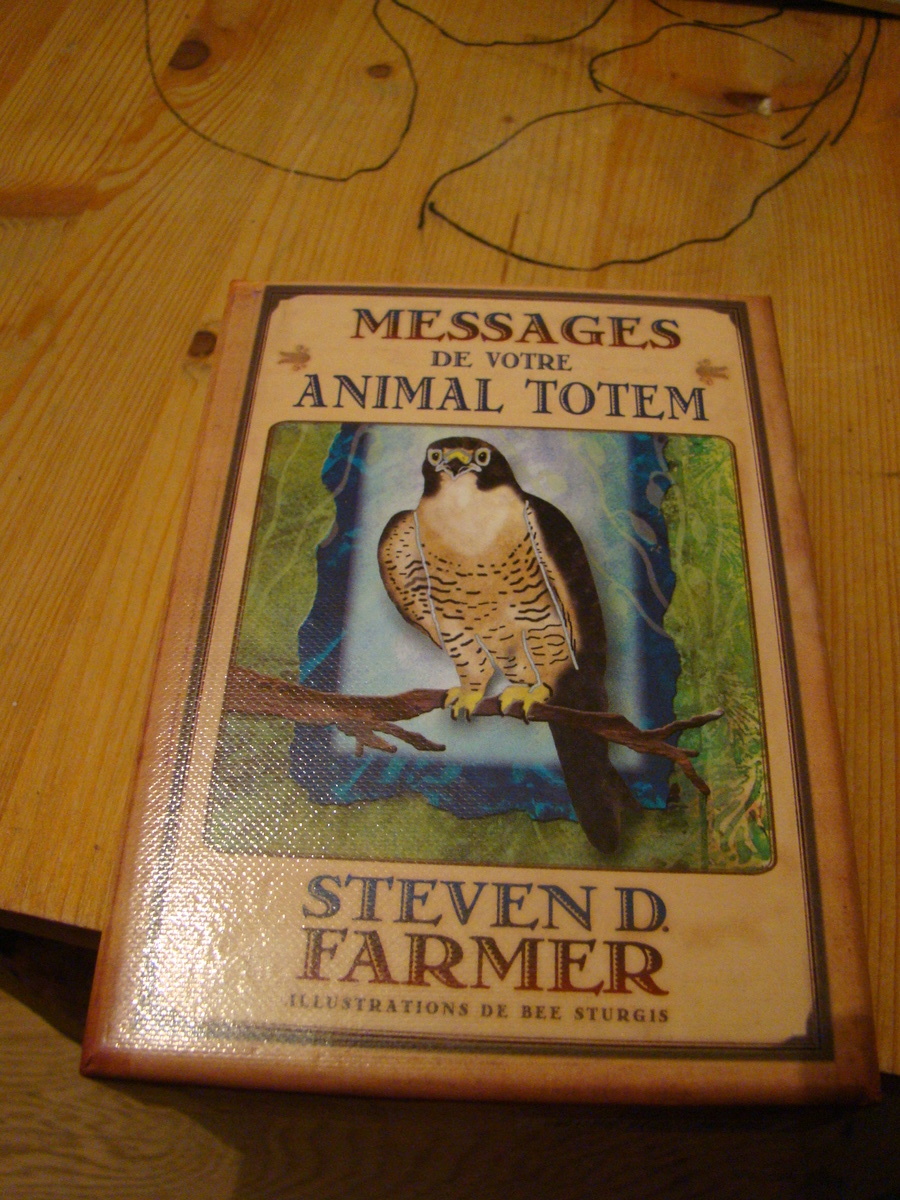 MESSAGES
DE VOTRE
ANIMAL TOTEM
STEVEN D.
FARMER
ILLUSTRATIONS DE BEE STURGIS